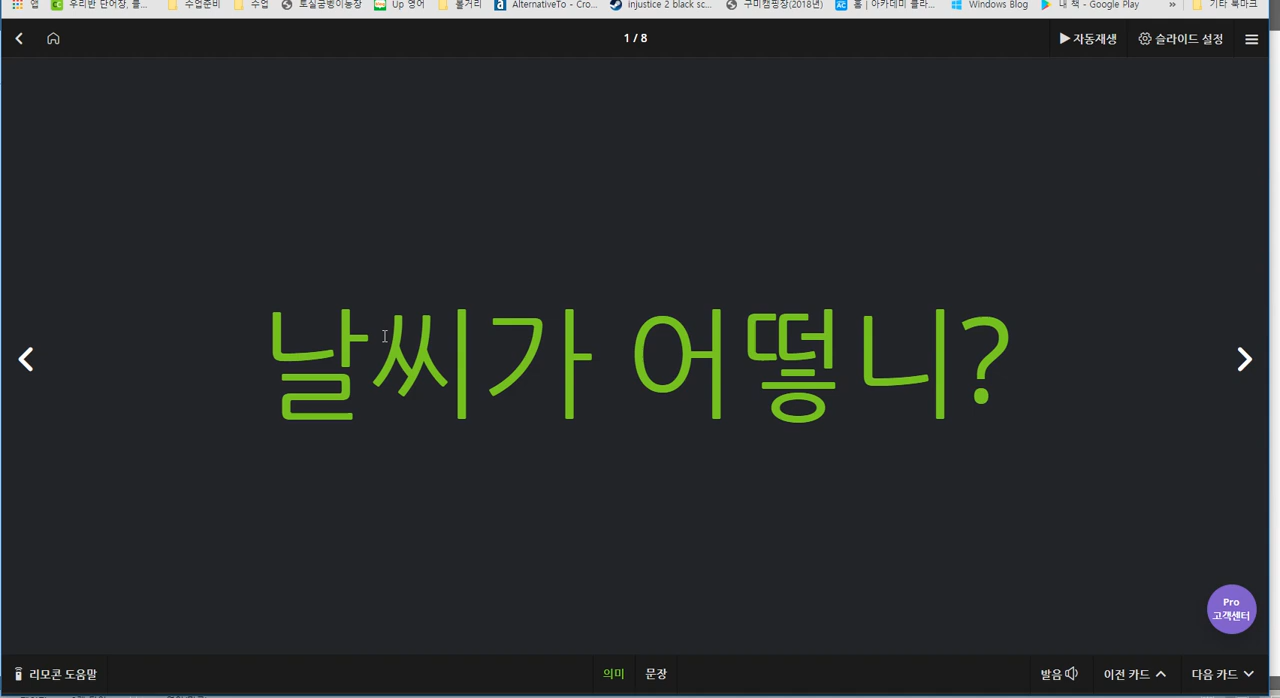 앱 우리반 단어장, 클... 수업준비 수업 토실굼벵이농장 Up 영어 볼거리 AlternativeTo - Cro... injustice 2 black sc... 구미캠핑장(2018년) 홈 | 아카데미 클라... Windows Blog 내 책 - Google Play » 기타 북마크
1 / 8
자동재생 슬라이드 설정
날씨가 어떻니?
Pro
고객센터
리모콘 도움말 의미 문장 발음 이전 카드 다음 카드